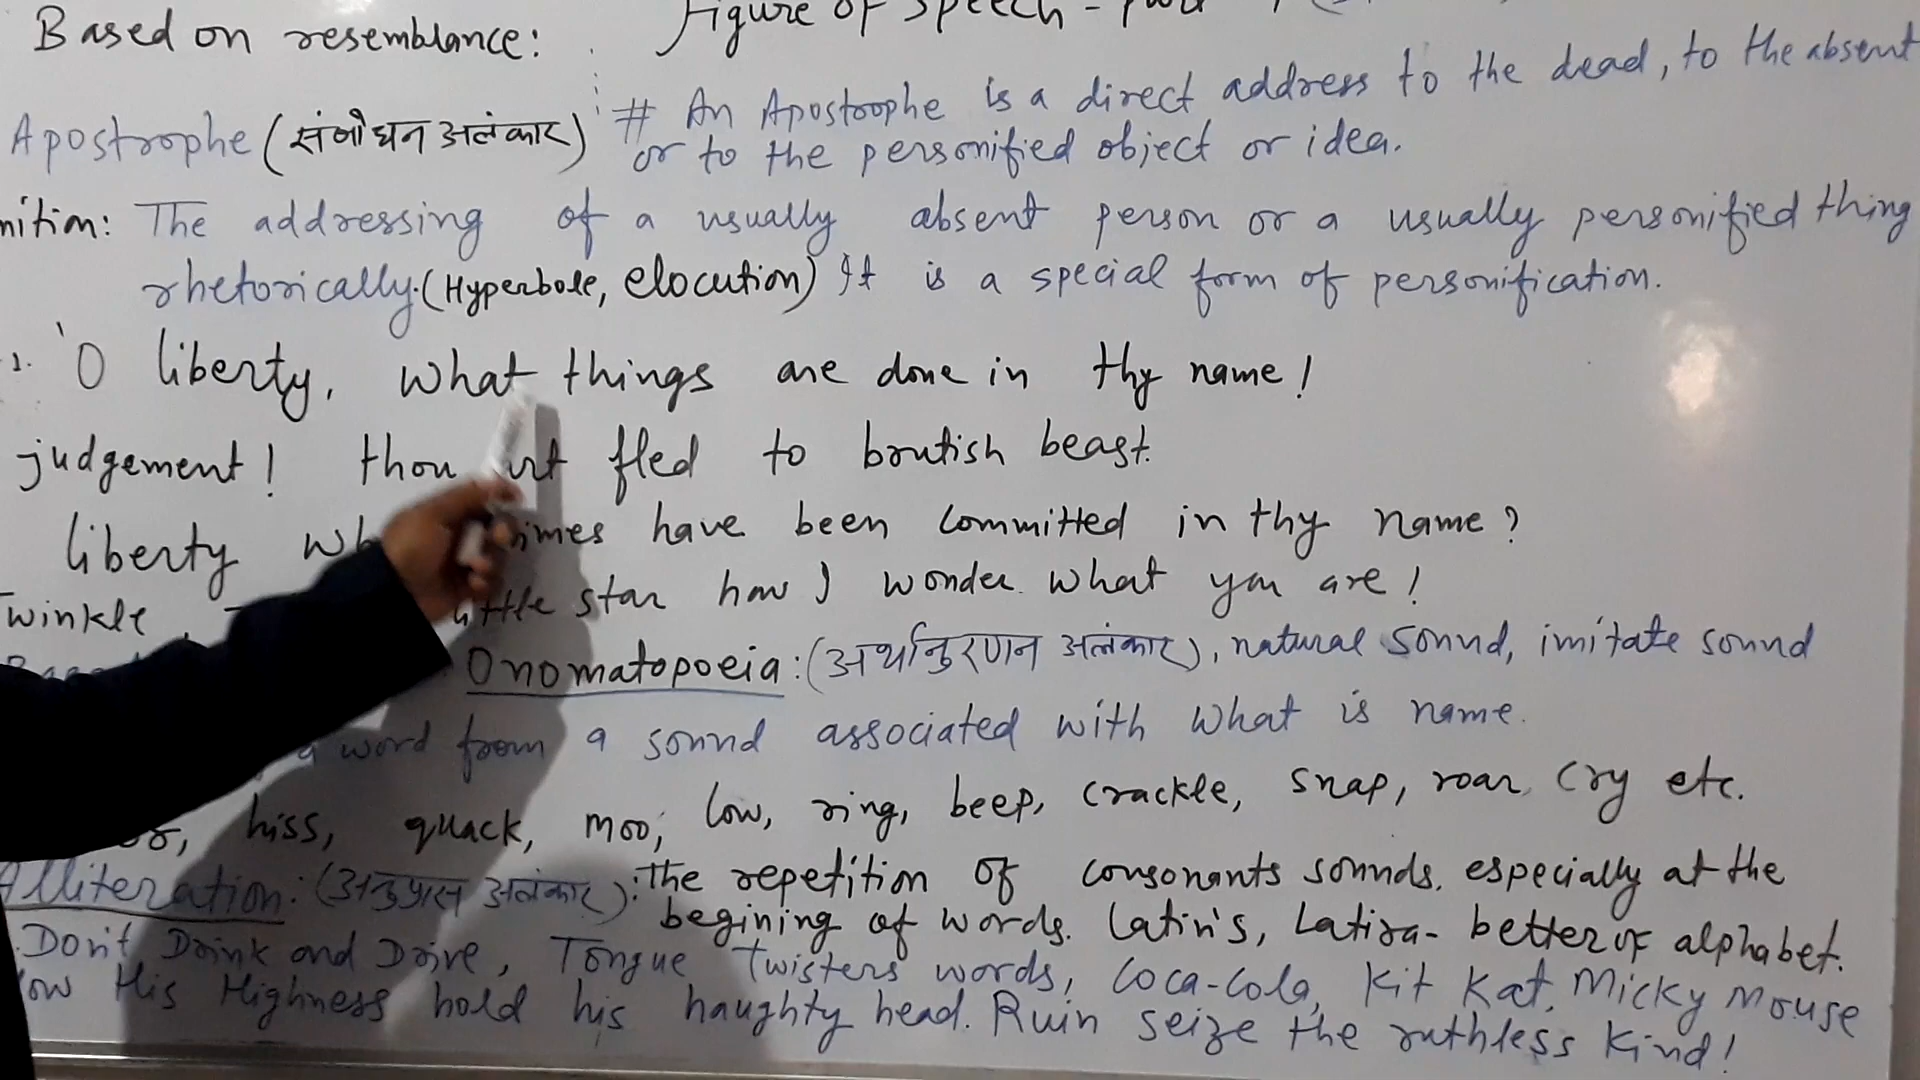 Figure of Speech - Part
Based on resemblance:
Apostrophe (संबोधन अलंकार) # An Apostrophe is a direct address to the dead, to the absent
or to the personified object or idea.
nition: The addressing of a usually absent person or a usually personified thing
rhetorically. (Hyperbole, elocution) It is a special form of personification.
1. 'O liberty, what things are done in thy name!
judgement! thou art fled to brutish beast.
liberty have been committed in thy name?
Twinkle, little star how I wonder what you are!
Onomatopoeia: (अर्थानुरणन अलंकार), natural sound, imitate sound
a word from a sound associated with what is name.
hiss, quack, moo, low, ring, beep, crackle, snap, roar, cry etc.
Alliteration: (अनुप्रास अलंकार): The repetition of consonants sounds, especially at the
begining of words. Latin's, Latira- better of alphabet.
Don't Drink and Drive, Tongue Twisters words, Coca-Cola, Kit Kat, Micky Mouse
ow His Highness hold his haughty head. Ruin seize the ruthless kind!